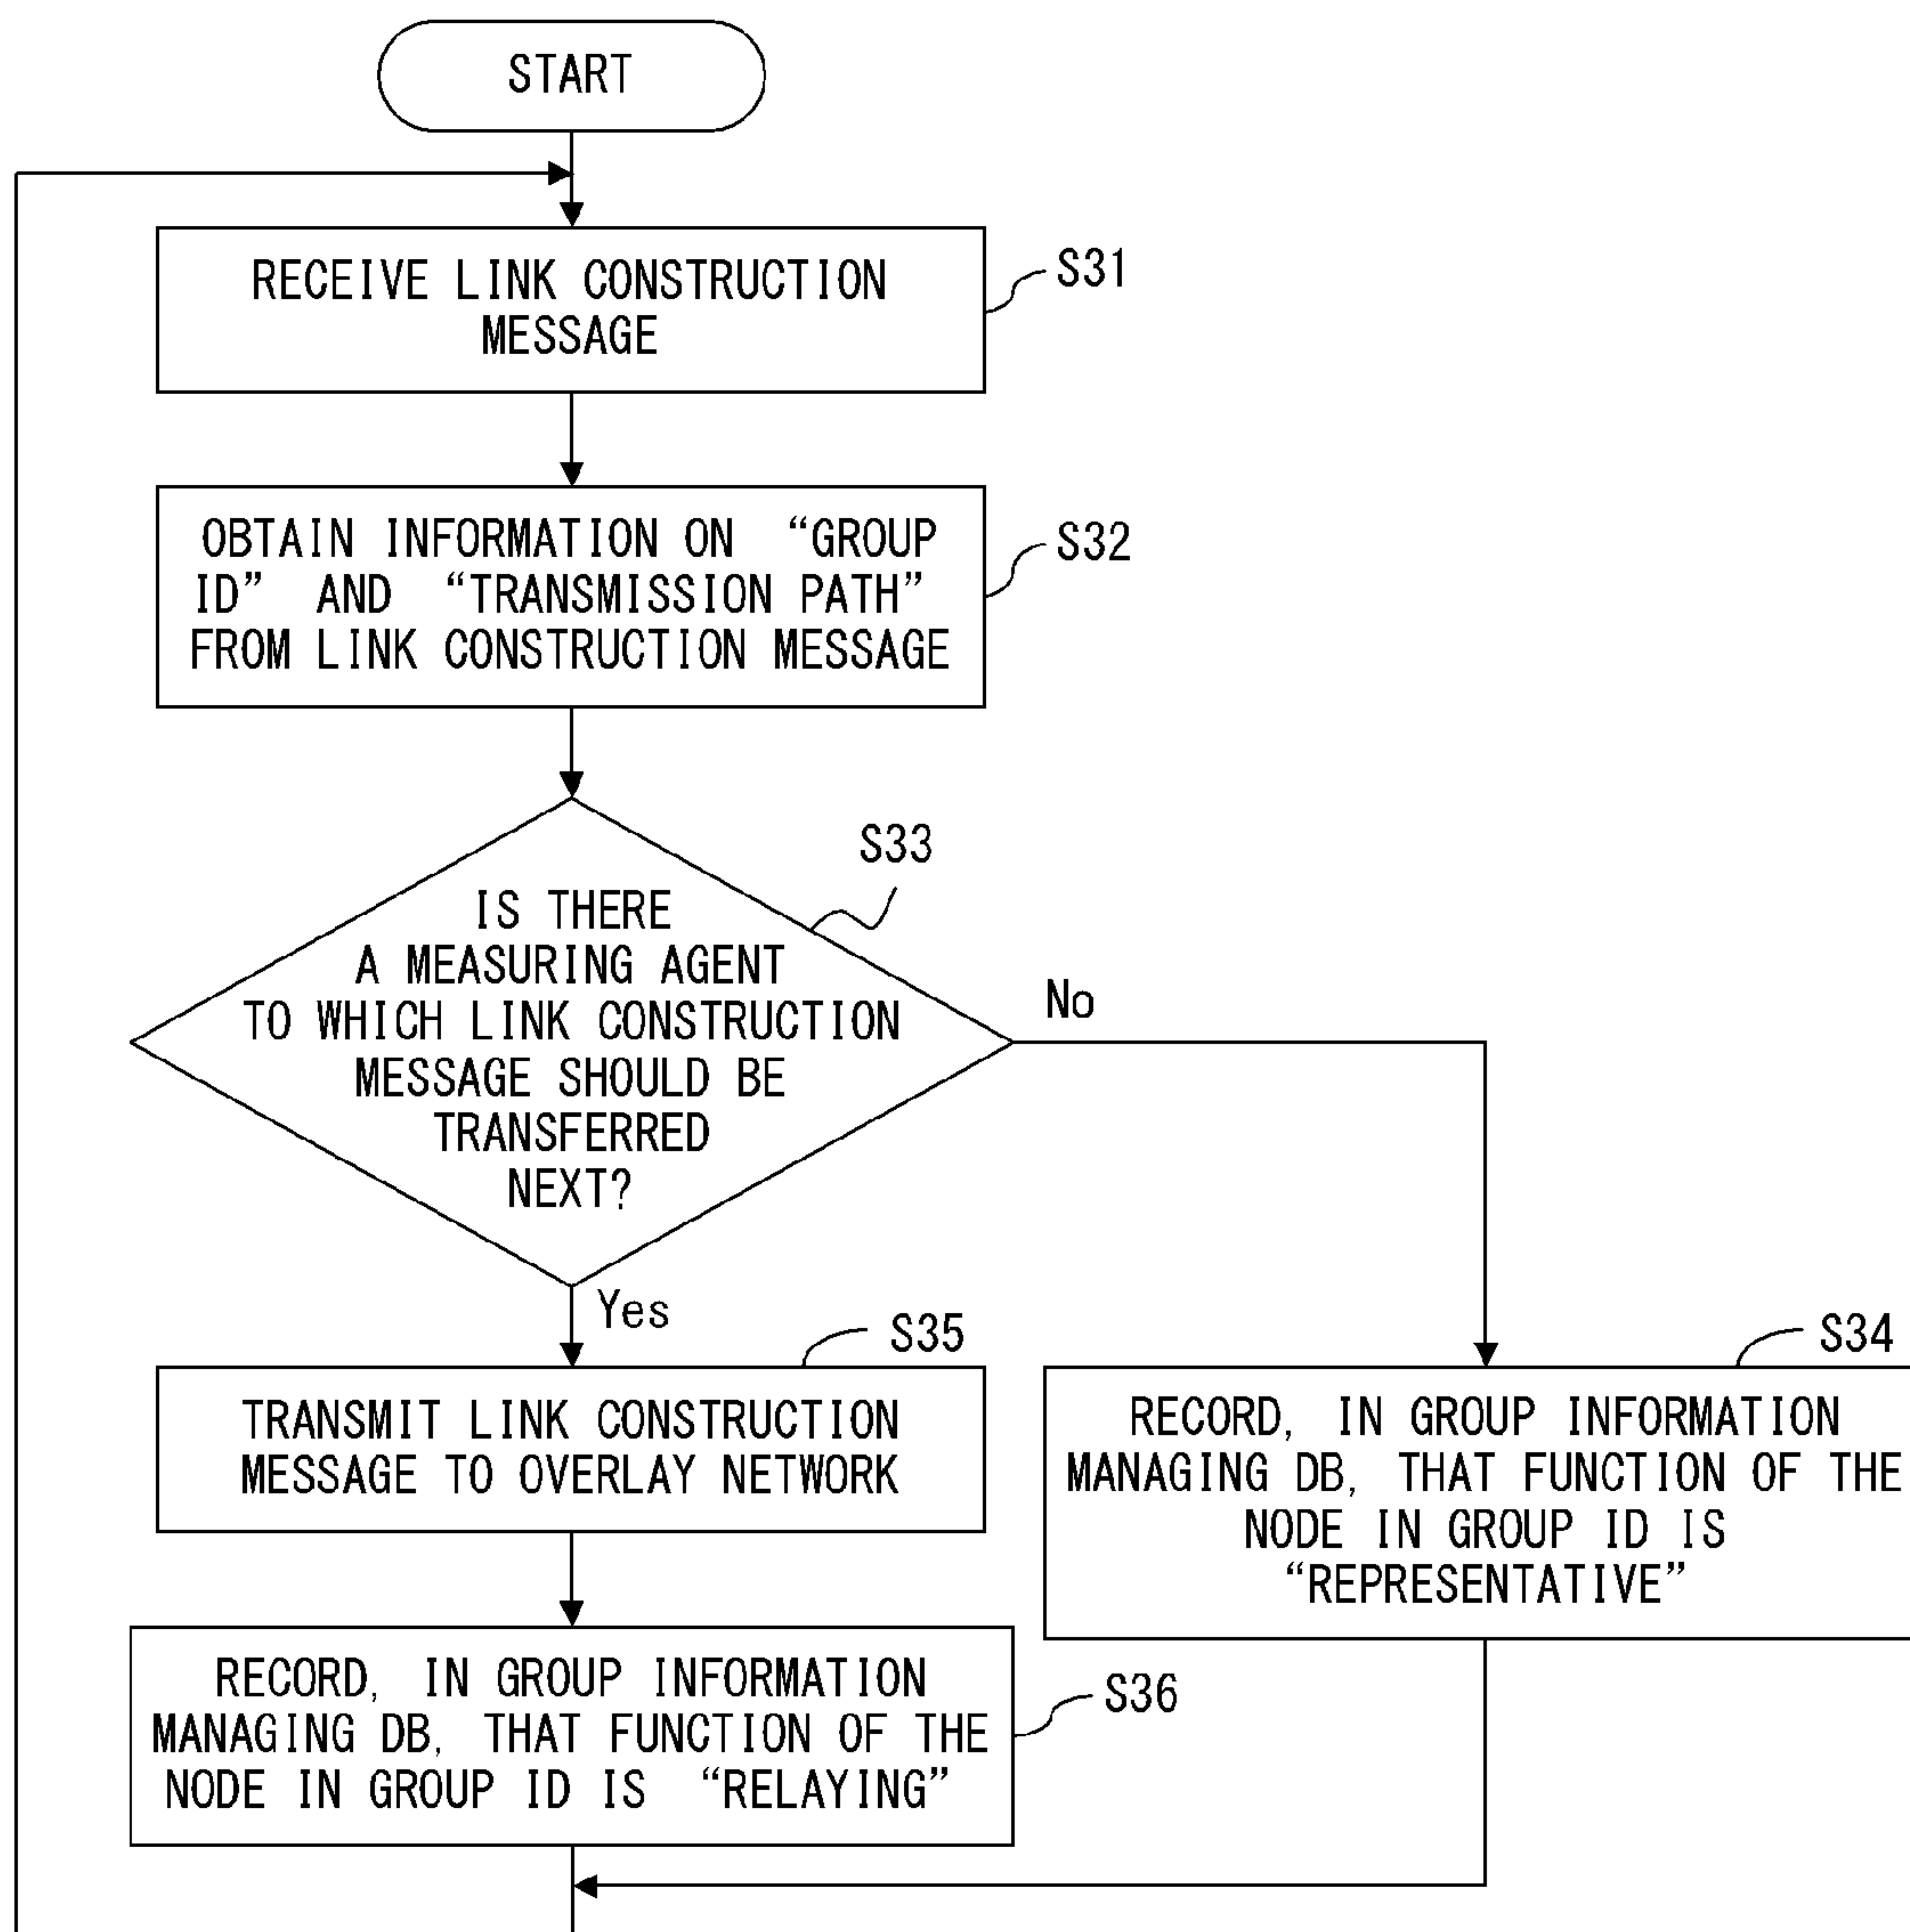 START
RECEIVE LINK CONSTRUCTION
MESSAGE
S31
OBTAIN INFORMATION ON “GROUP
ID” AND “TRANSMISSION PATH”
FROM LINK CONSTRUCTION MESSAGE
S32
S33
IS THERE
A MEASURING AGENT
TO WHICH LINK CONSTRUCTION
MESSAGE SHOULD BE
TRANSFERRED
NEXT?
No
Yes
S35
TRANSMIT LINK CONSTRUCTION
MESSAGE TO OVERLAY NETWORK
S34
RECORD, IN GROUP INFORMATION
MANAGING DB, THAT FUNCTION OF THE
NODE IN GROUP ID IS
“REPRESENTATIVE”
RECORD, IN GROUP INFORMATION
MANAGING DB, THAT FUNCTION OF THE
NODE IN GROUP ID IS “RELAYING”
S36